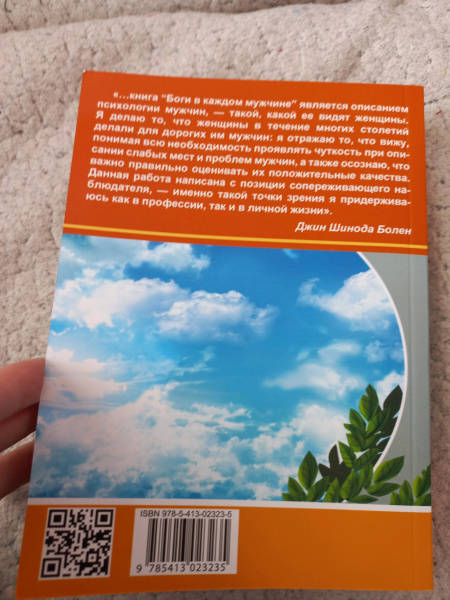 «…книга “Боги в каждом мужчине” является описанием
психологии мужчин, — такой, какой ее видят женщины.
Я делаю то, что женщины в течение многих столетий
делали для дорогих им мужчин: я отражаю то, что вижу,
понимая всю необходимость проявлять чуткость при опи-
сании слабых мест и проблем мужчин, а также осознаю, что
важно правильно оценивать их положительные качества.
Данная работа написана с позиции сопереживающего на-
блюдателя, — именно такой точки зрения я придержива-
юсь как в профессии, так и в личной жизни».
Джин Шинода Болен
ISBN 978-5-413-02323-5
9 785413 023235